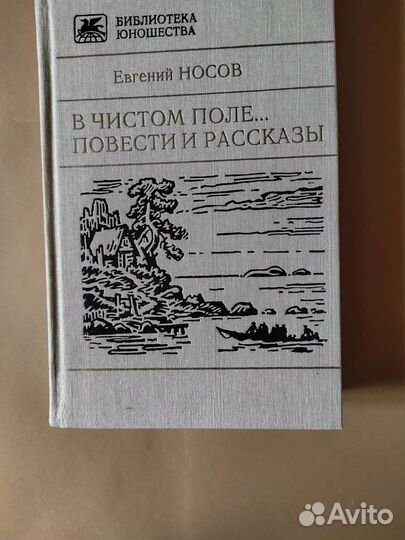 БИБЛИОТЕКА
ЮНОШЕСТВА
Евгений НОСОВ
В ЧИСТОМ ПОЛЕ...
ПОВЕСТИ И РАССКАЗЫ
Avito